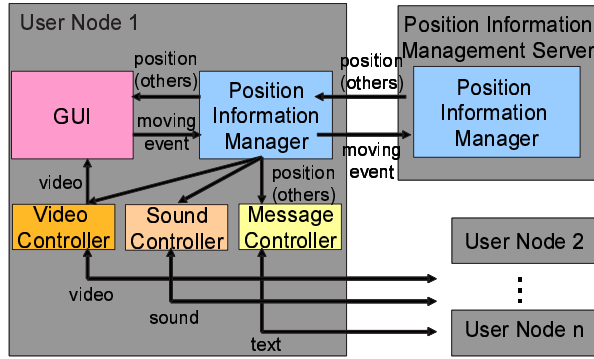 User Node 1
Position Information
Management Server
position
(others)
position
(others)
GUI
Position
Information
Manager
Position
Information
Manager
moving
event
moving
event
video
position
(others)
Video
Controller
Sound
Controller
Message
Controller
User Node 2
video
sound
User Node n
text